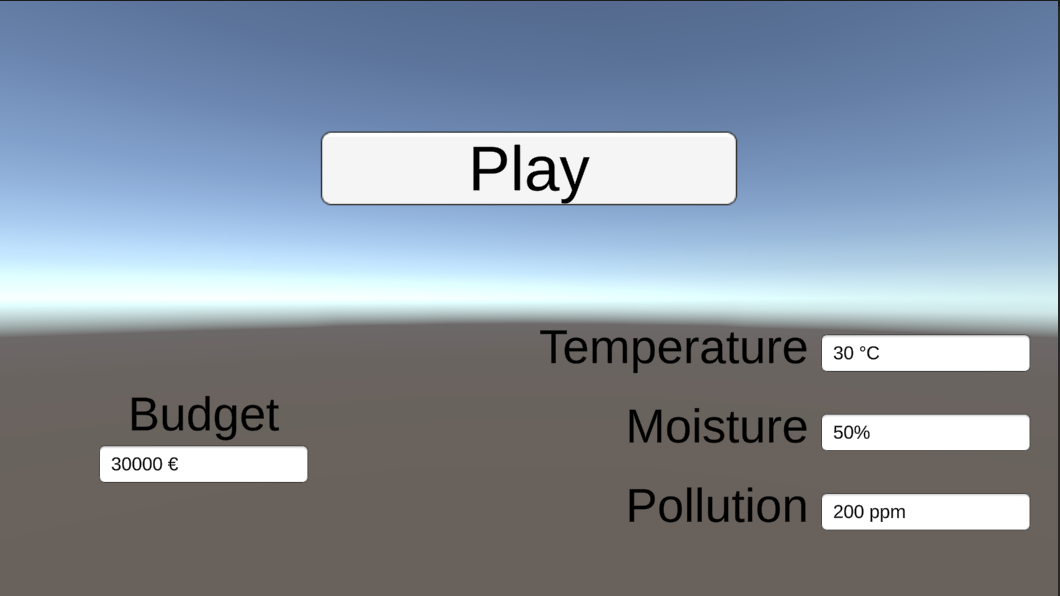 Play
Temperature 30 °C
Budget
Moisture 50%
30000 €
Pollution 200 ppm